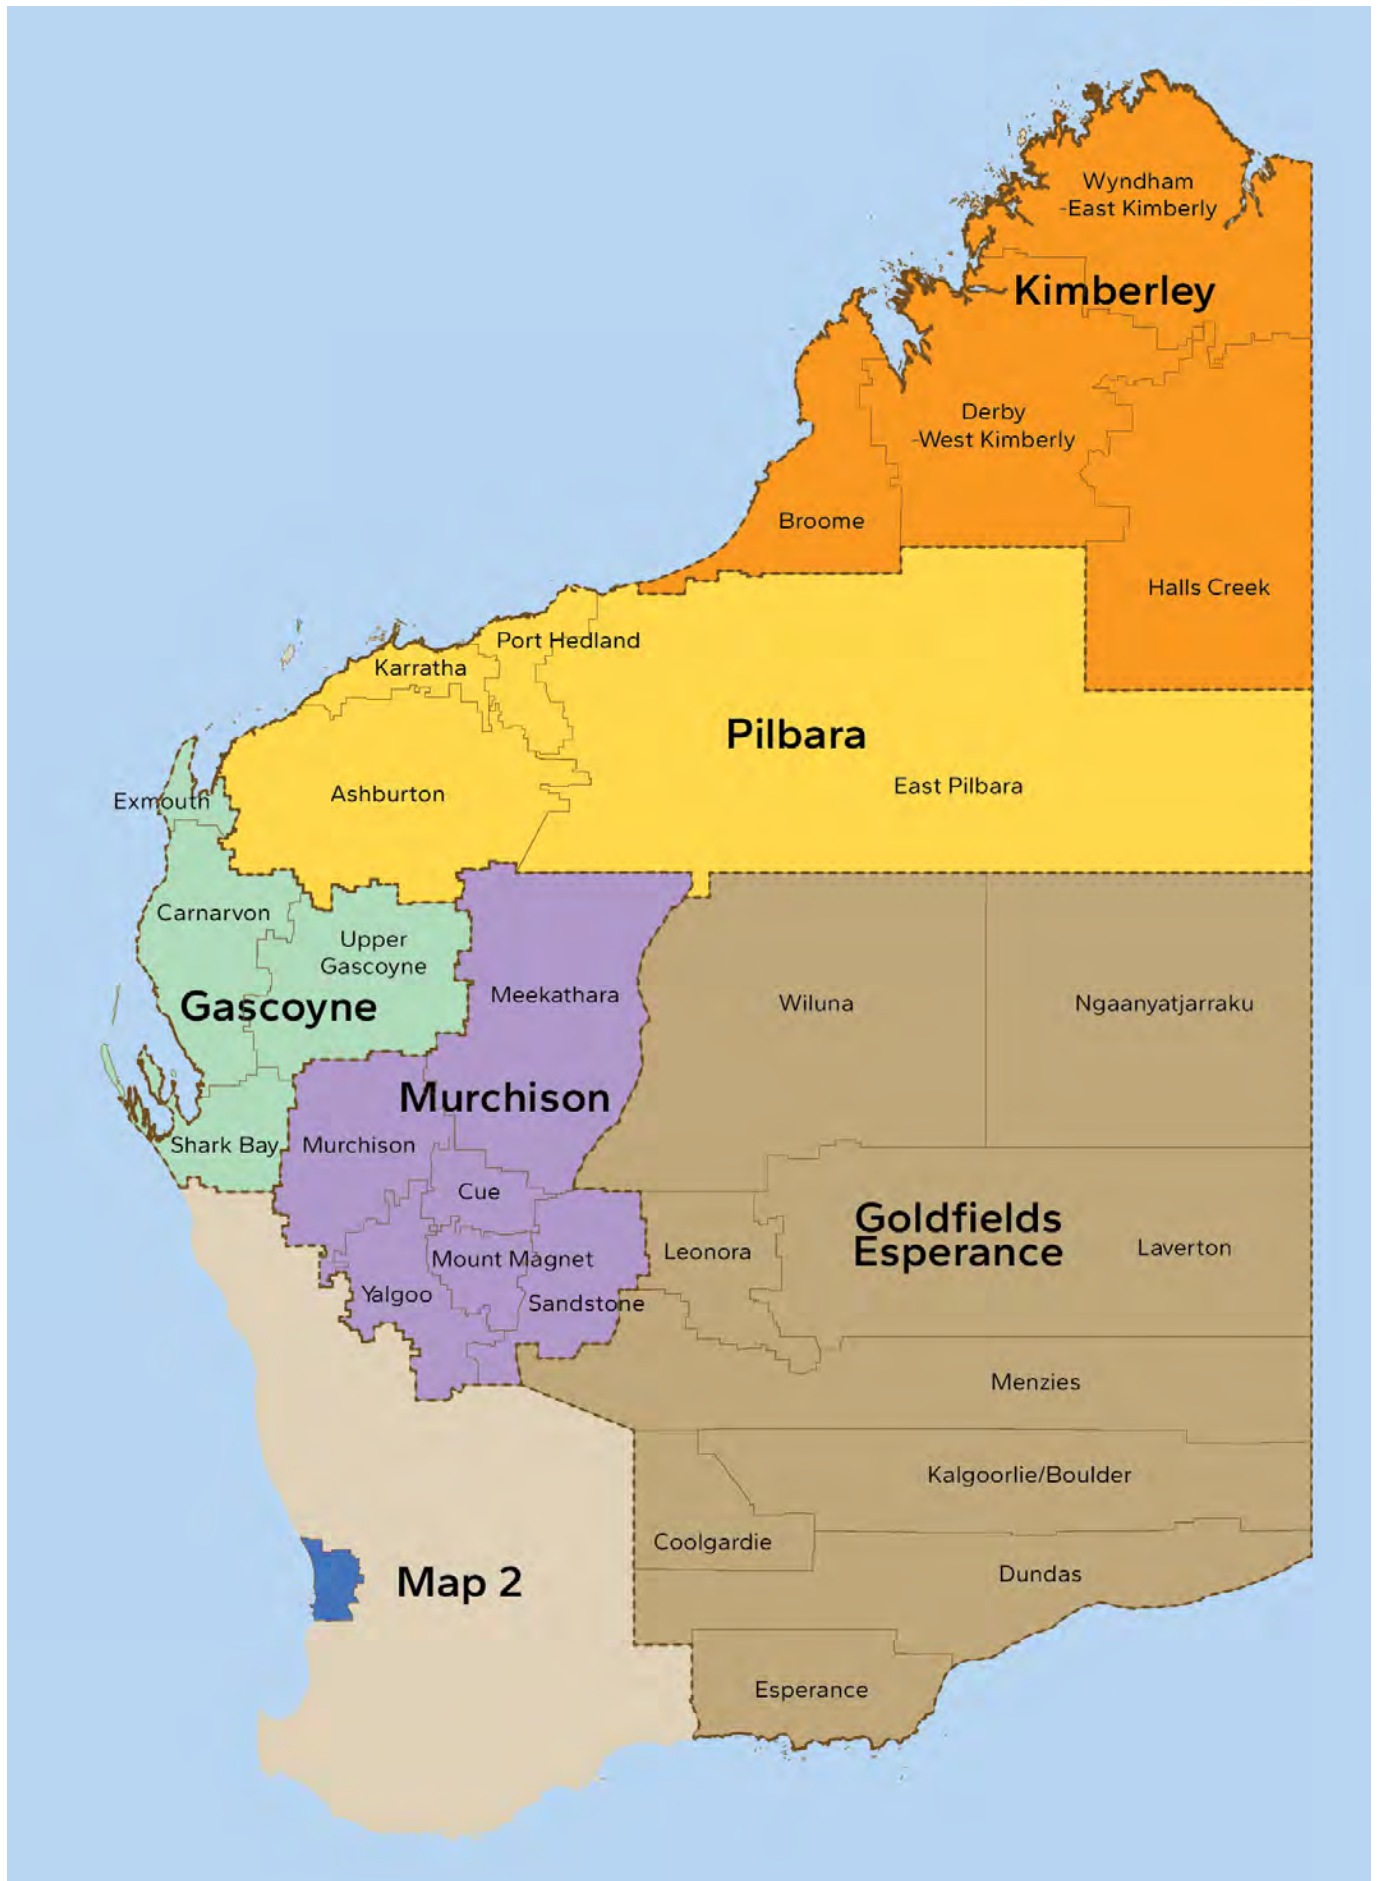 Wyndham
-East Kimberly
Kimberley
Derby
-West Kimberly
Broome
Halls Creek
Port Hedland
Karratha
Pilbara
East Pilbara
Ashburton
Exmouth
Carnarvon
Upper
Gascoyne
Gascoyne
Meekathara
Wiluna
Ngaanyatjarraku
Murchison
Shark Bay
Murchison
Cue
Goldfields
Esperance
Leonora
Laverton
Mount Magnet
Yalgoo
Sandstone
Menzies
Kalgoorlie/Boulder
Coolgardie
Dundas
Map 2
Esperance